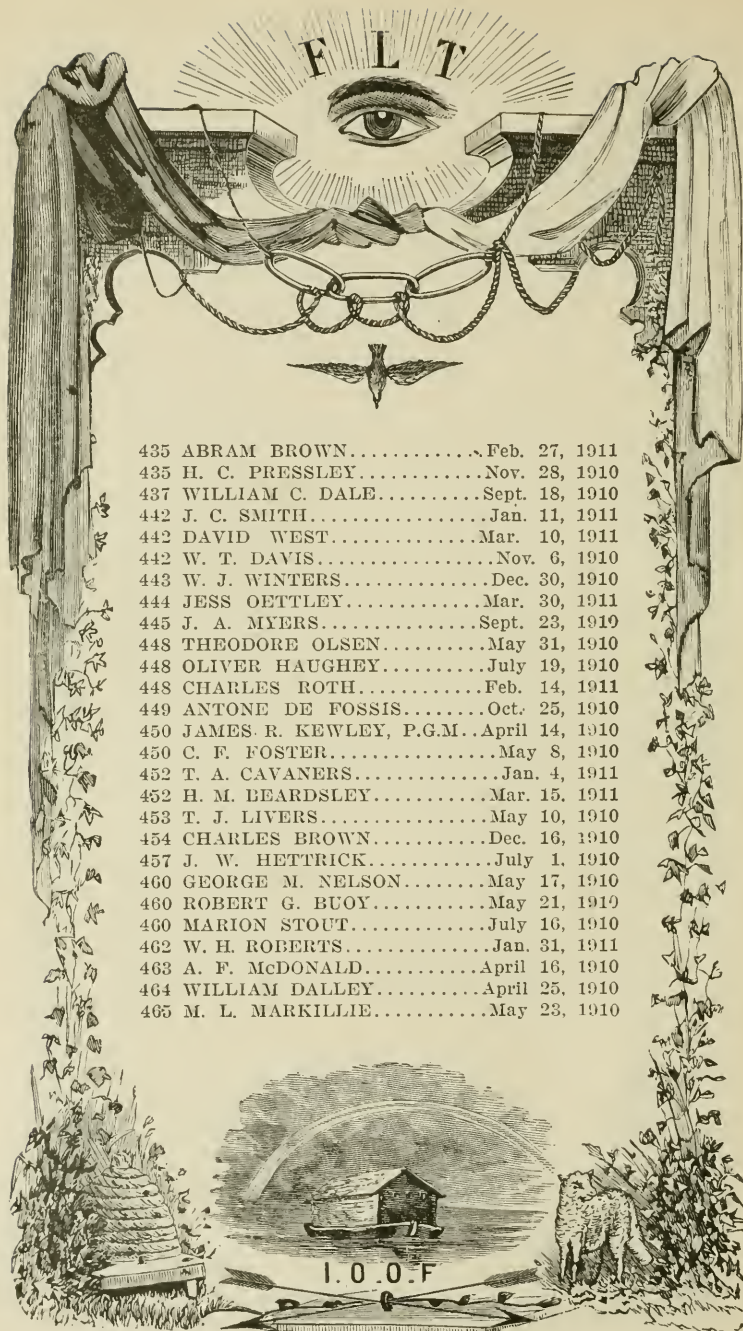 F L T
435 ABRAM BROWN............Feb. 27, 1911
435 H. C. PRESSLEY............Nov. 28, 1910
437 WILLIAM C. DALE..........Sept. 18, 1910
442 J. C. SMITH................Jan. 11, 1911
442 DAVID WEST..............Mar. 10, 1911
442 W. T. DAVIS................Nov. 6, 1910
443 W. J. WINTERS.............Dec. 30, 1910
444 JESS OETTLEY.............Mar. 30, 1911
445 J. A. MYERS...............Sept. 23, 1910
448 THEODORE OLSEN..........May 31, 1910
448 OLIVER HAUGHEY..........July 19, 1910
448 CHARLES ROTH............Feb. 14, 1911
449 ANTONE DE FOSSIS........Oct. 25, 1910
450 JAMES R. KEWLEY, P.G.M..April 14, 1910
450 C. F. FOSTER................May 8, 1910
452 T. A. CAVANERS.............Jan. 4, 1911
452 H. M. BEARDSLEY..........Mar. 15, 1911
453 T. J. LIVERS...............May 10, 1910
454 CHARLES BROWN...........Dec. 16, 1910
457 J. W. HETTRICK............July 1, 1910
460 GEORGE M. NELSON........May 17, 1910
460 ROBERT G. BUOY...........May 21, 1910
460 MARION STOUT............July 16, 1910
462 W. H. ROBERTS.............Jan. 31, 1911
463 A. F. McDONALD...........April 16, 1910
464 WILLIAM DALLEY..........April 25, 1910
465 M. L. MARKILLIE...........May 23, 1910
I. O. O. F